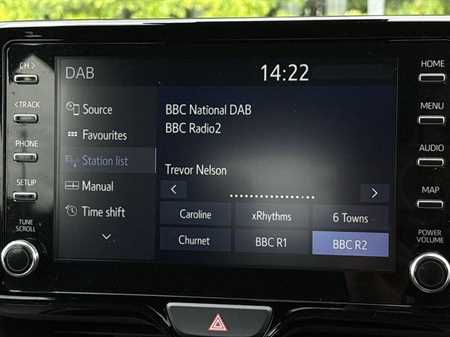 DAB
14:22
CH >
< TRACK
PHONE
SETUP
TUNE
SCROLL
Source
Favourites
Station list
Manual
Time shift
BBC National DAB
BBC Radio2
Trevor Nelson
Caroline
xRhythms
6 Towns
Churnet
BBC R1
BBC R2
HOME
MENU
AUDIO
MAP
POWER
VOLUME